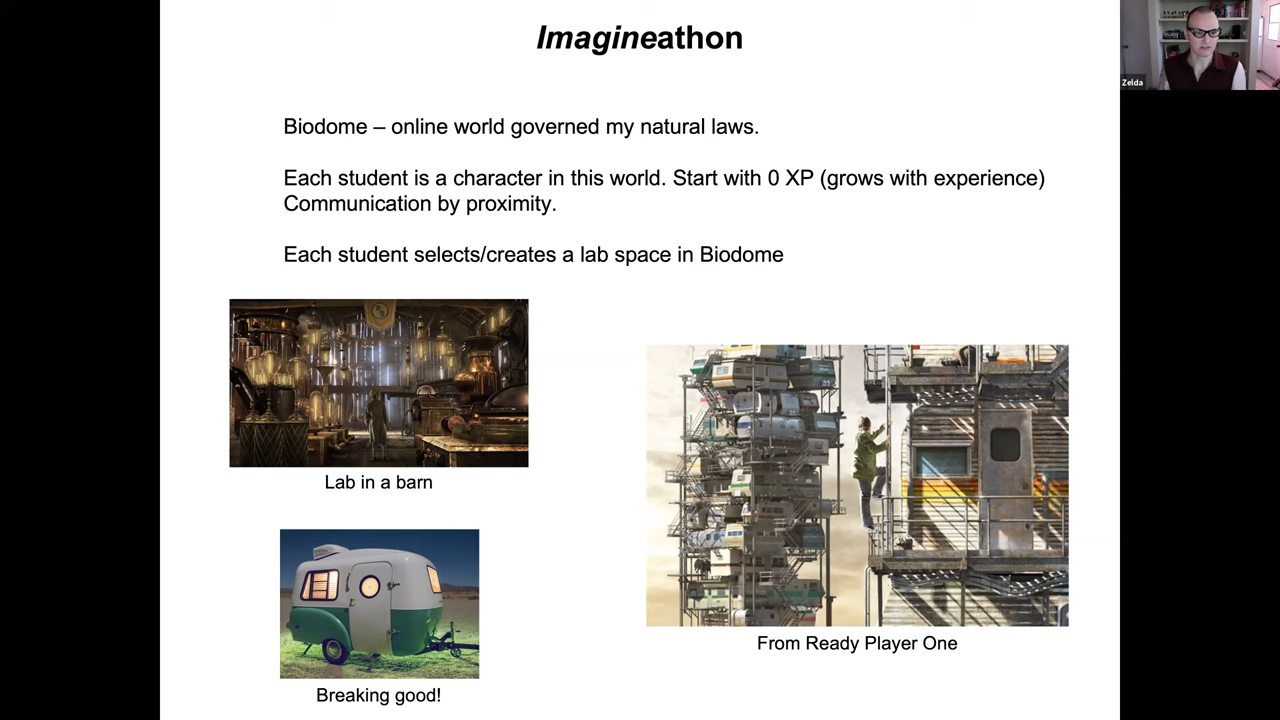 Imagineathon
Zelda
Biodome – online world governed my natural laws.
Each student is a character in this world. Start with 0 XP (grows with experience)
Communication by proximity.
Each student selects/creates a lab space in Biodome
Lab in a barn
From Ready Player One
Breaking good!